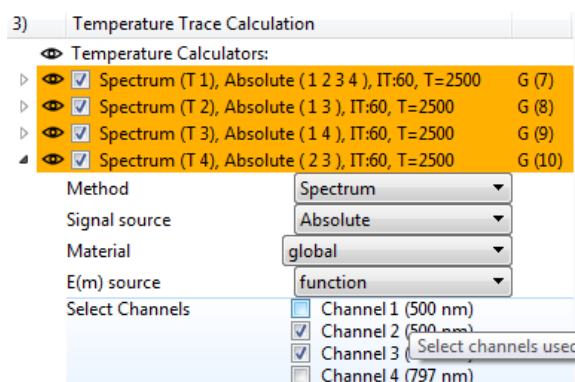 3) Temperature Trace Calculation
Temperature Calculators:
Spectrum (T 1), Absolute ( 1 2 3 4 ), IT:60, T=2500 G (7)
Spectrum (T 2), Absolute ( 1 3 ), IT:60, T=2500 G (8)
Spectrum (T 3), Absolute ( 1 4 ), IT:60, T=2500 G (9)
Spectrum (T 4), Absolute ( 2 3 ), IT:60, T=2500 G (10)
Method Spectrum
Signal source Absolute
Material global
E(m) source function
Select Channels Channel 1 (500 nm)
Channel 2 (500 nm)
Channel 3 ( Select channels used
Channel 4 (797 nm)